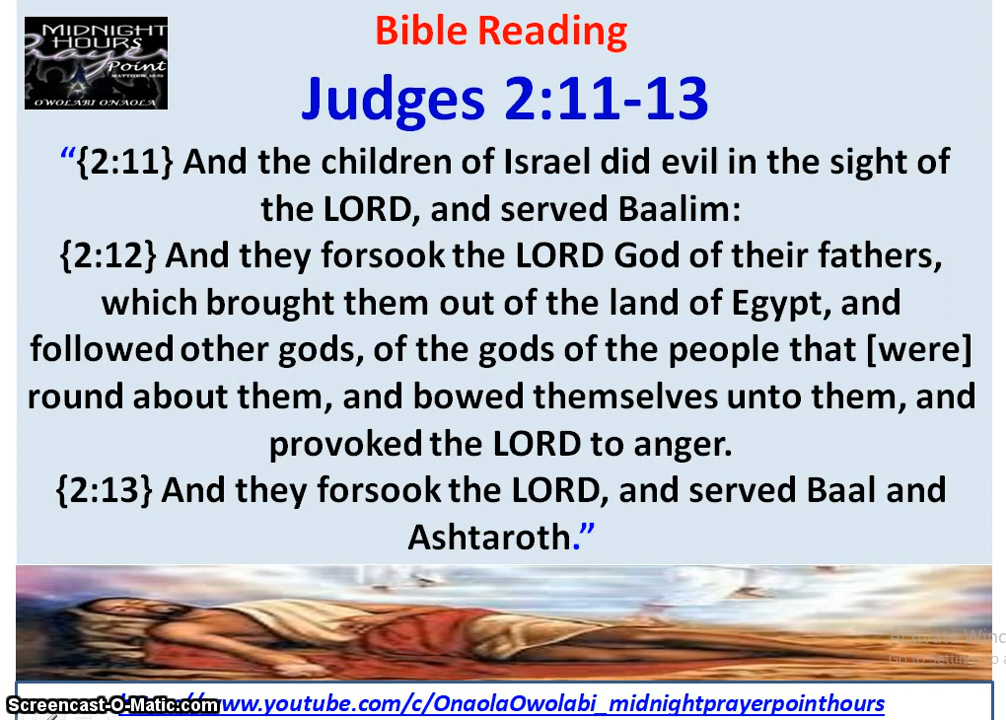 MIDNIGHT
HOURS
Prayer
Point
OWOLABI ONAOLA
Bible Reading
Judges 2:11-13
“{2:11} And the children of Israel did evil in the sight of
the LORD, and served Baalim:
{2:12} And they forsook the LORD God of their fathers,
which brought them out of the land of Egypt, and
followed other gods, of the gods of the people that [were]
round about them, and bowed themselves unto them, and
provoked the LORD to anger.
{2:13} And they forsook the LORD, and served Baal and
Ashtaroth.”
Screencast-O-Matic.com
www.youtube.com/c/OnaolaOwolabi_midnightprayerpointhours